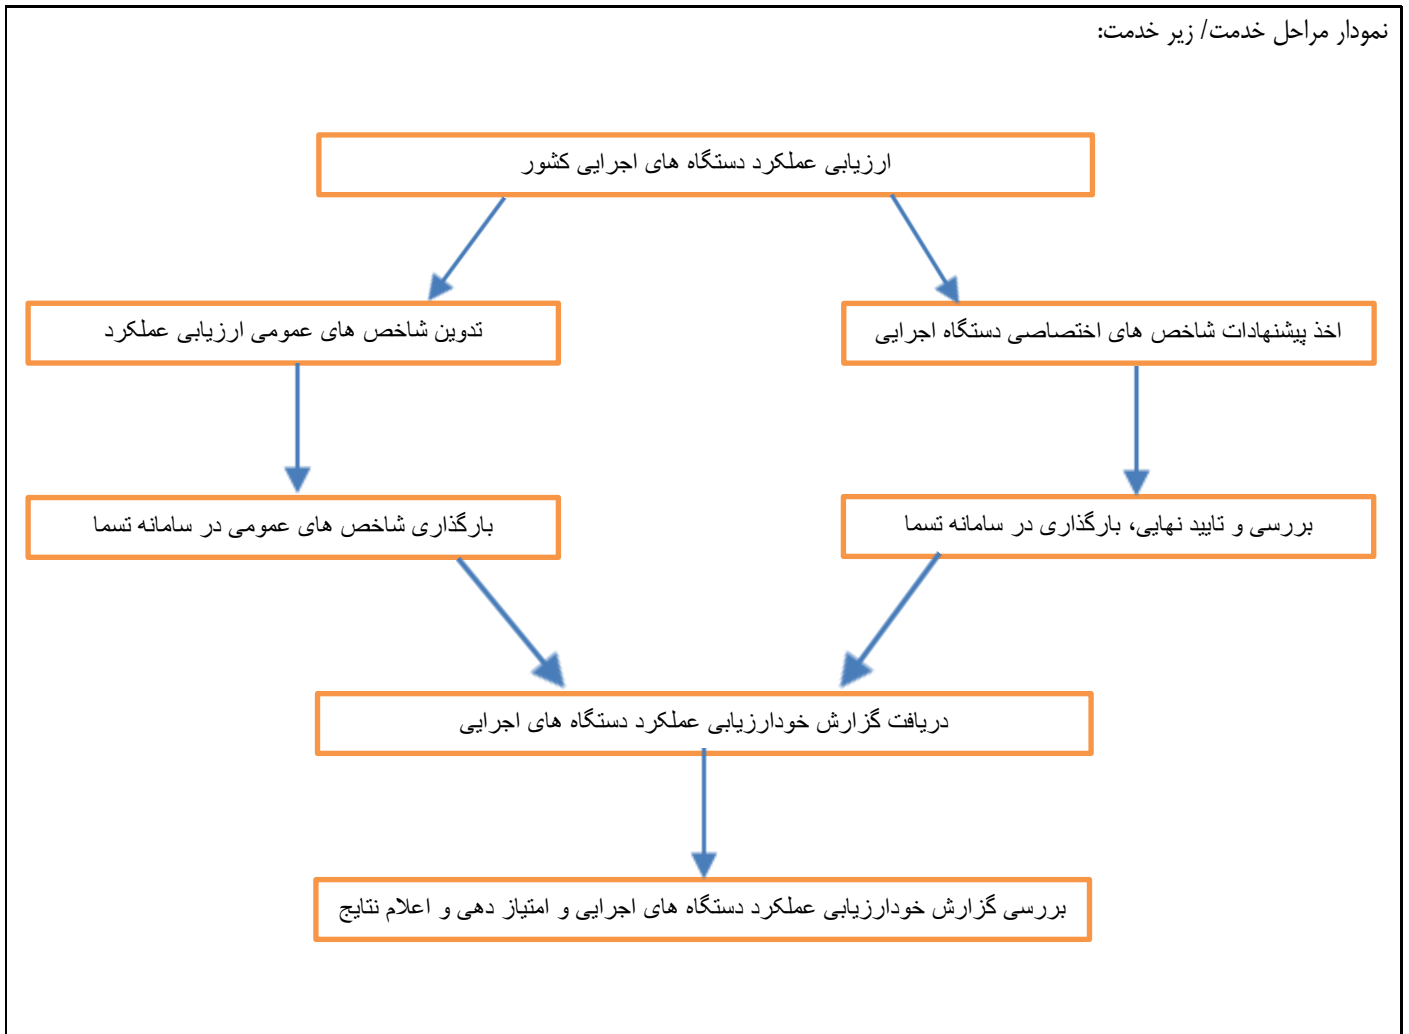 نمودار مراحل خدمت/ زیر خدمت:
ارزیابی عملکرد دستگاه های اجرایی کشور
اخذ پیشنهادات شاخص های اختصاصی دستگاه اجرایی
تدوین شاخص های عمومی ارزیابی عملکرد
بررسی و تایید نهایی، بارگذاری در سامانه تسما
بارگذاری شاخص های عمومی در سامانه تسما
دریافت گزارش خودارزیابی عملکرد دستگاه های اجرایی
بررسی گزارش خودارزیابی عملکرد دستگاه های اجرایی و امتیاز دهی و اعلام نتایج